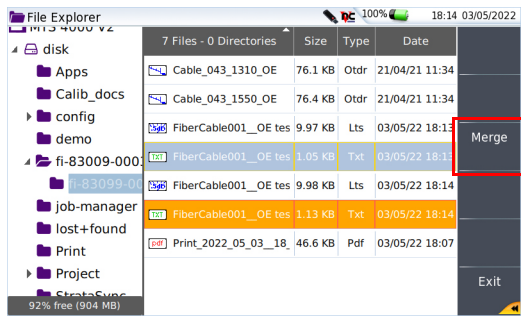 File Explorer 100% 18:14 03/05/2022
MTS 4000 V2
disk
Apps
Calib_docs
config
demo
fi-83009-0001
fi-83099-00
job-manager
lost+found
Print
Project
StrataSync
92% free (904 MB)
7 Files - 0 Directories Size Type Date
Cable_043_1310_OE 76.1 KB Otdr 21/04/21 11:34
Cable_043_1550_OE 76.4 KB Otdr 21/04/21 11:34
FiberCable001__OE tes 9.97 KB Lts 03/05/22 18:13
TXT FiberCable001__OE tes 1.05 KB Txt 03/05/22 18:13
FiberCable001__OE tes 9.98 KB Lts 03/05/22 18:14
TXT FiberCable001__OE tes 1.13 KB Txt 03/05/22 18:14
pdf Print_2022_05_03__18_ 46.6 KB Pdf 03/05/22 18:07
Merge
Exit